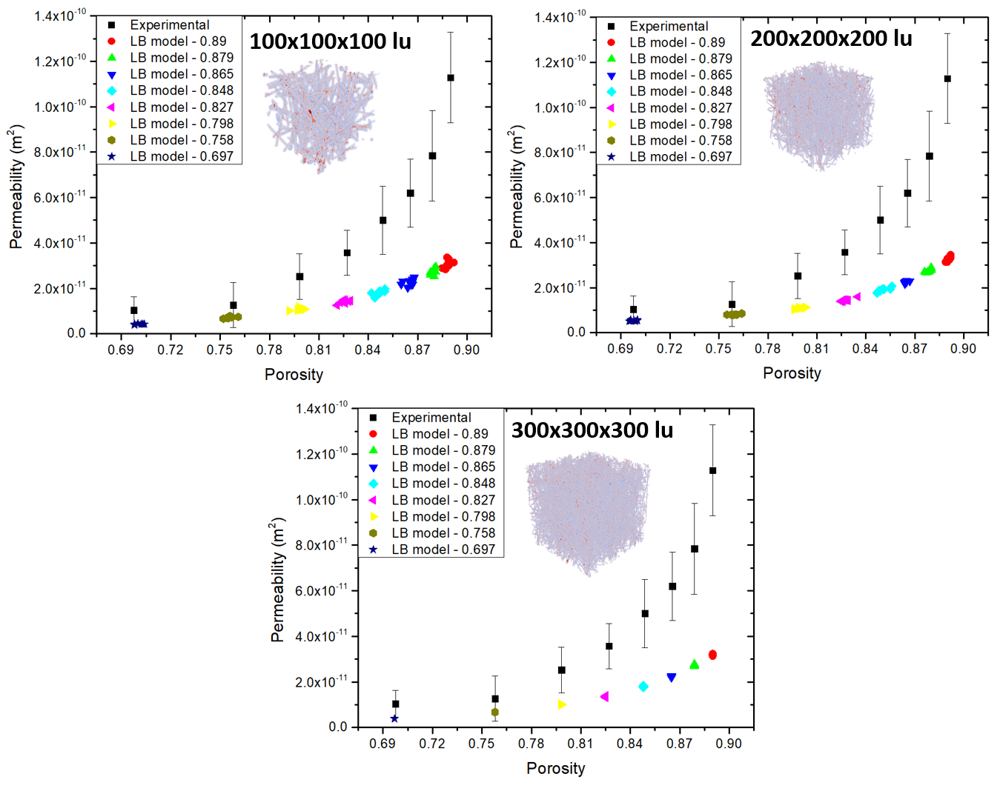 100x100x100 lu
Experimental
LB model - 0.89
LB model - 0.879
LB model - 0.865
LB model - 0.848
LB model - 0.827
LB model - 0.798
LB model - 0.758
LB model - 0.697
1.4x10⁻¹⁰
1.2x10⁻¹⁰
1.0x10⁻¹⁰
8.0x10⁻¹¹
6.0x10⁻¹¹
4.0x10⁻¹¹
2.0x10⁻¹¹
0.0
Permeability (m²)
0.69 0.72 0.75 0.78 0.81 0.84 0.87 0.90
Porosity
200x200x200 lu
Experimental
LB model - 0.89
LB model - 0.879
LB model - 0.865
LB model - 0.848
LB model - 0.827
LB model - 0.798
LB model - 0.758
LB model - 0.697
1.4x10⁻¹⁰
1.2x10⁻¹⁰
1.0x10⁻¹⁰
8.0x10⁻¹¹
6.0x10⁻¹¹
4.0x10⁻¹¹
2.0x10⁻¹¹
0.0
Permeability (m²)
0.69 0.72 0.75 0.78 0.81 0.84 0.87 0.90
Porosity
300x300x300 lu
Experimental
LB model - 0.89
LB model - 0.879
LB model - 0.865
LB model - 0.848
LB model - 0.827
LB model - 0.798
LB model - 0.758
LB model - 0.697
1.4x10⁻¹⁰
1.2x10⁻¹⁰
1.0x10⁻¹⁰
8.0x10⁻¹¹
6.0x10⁻¹¹
4.0x10⁻¹¹
2.0x10⁻¹¹
0.0
Permeability (m²)
0.69 0.72 0.75 0.78 0.81 0.84 0.87 0.90
Porosity